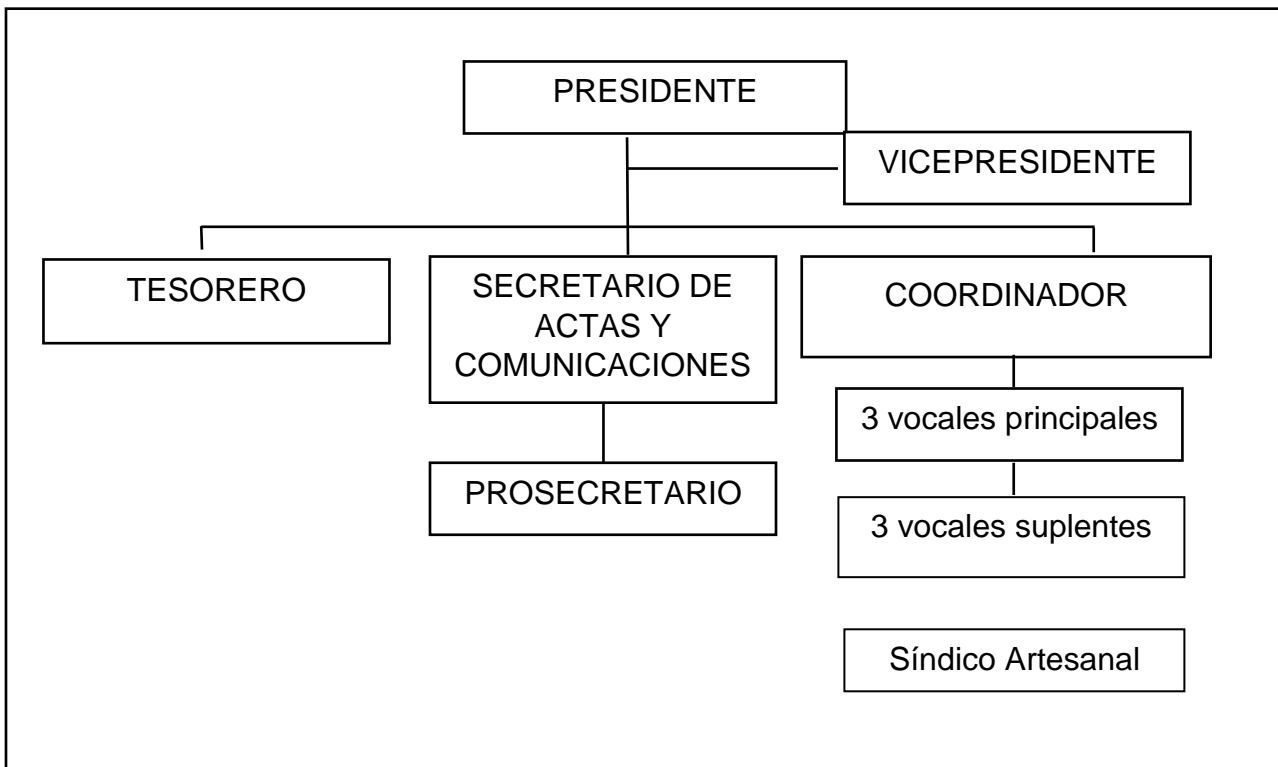 PRESIDENTE
VICEPRESIDENTE
TESORERO
SECRETARIO DE
ACTAS Y
COMUNICACIONES
COORDINADOR
3 vocales principales
PROSECRETARIO
3 vocales suplentes
Síndico Artesanal